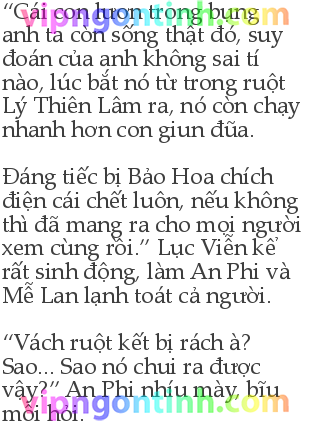 “Cái con lươn trong bụng
anh ta còn sống thật đó, suy
đoán của anh không sai tí
nào, lúc bắt nó từ trong ruột
Lý Thiên Lâm ra, nó còn chạy
nhanh hơn con giun đũa.
Đáng tiếc bị Bảo Hoa chích
điện cái chết luôn, nếu không
thì đã mang ra cho mọi người
xem cùng rồi.” Lục Viễn kể
rất sinh động, làm An Phi và
Mễ Lan lạnh toát cả người.
“Vách ruột kết bị rách à?
Sao... Sao nó chui ra được
vậy?” An Phi nhíu mày, bĩu
môi hỏi.
vipngontinh.com
vipngontinh.com